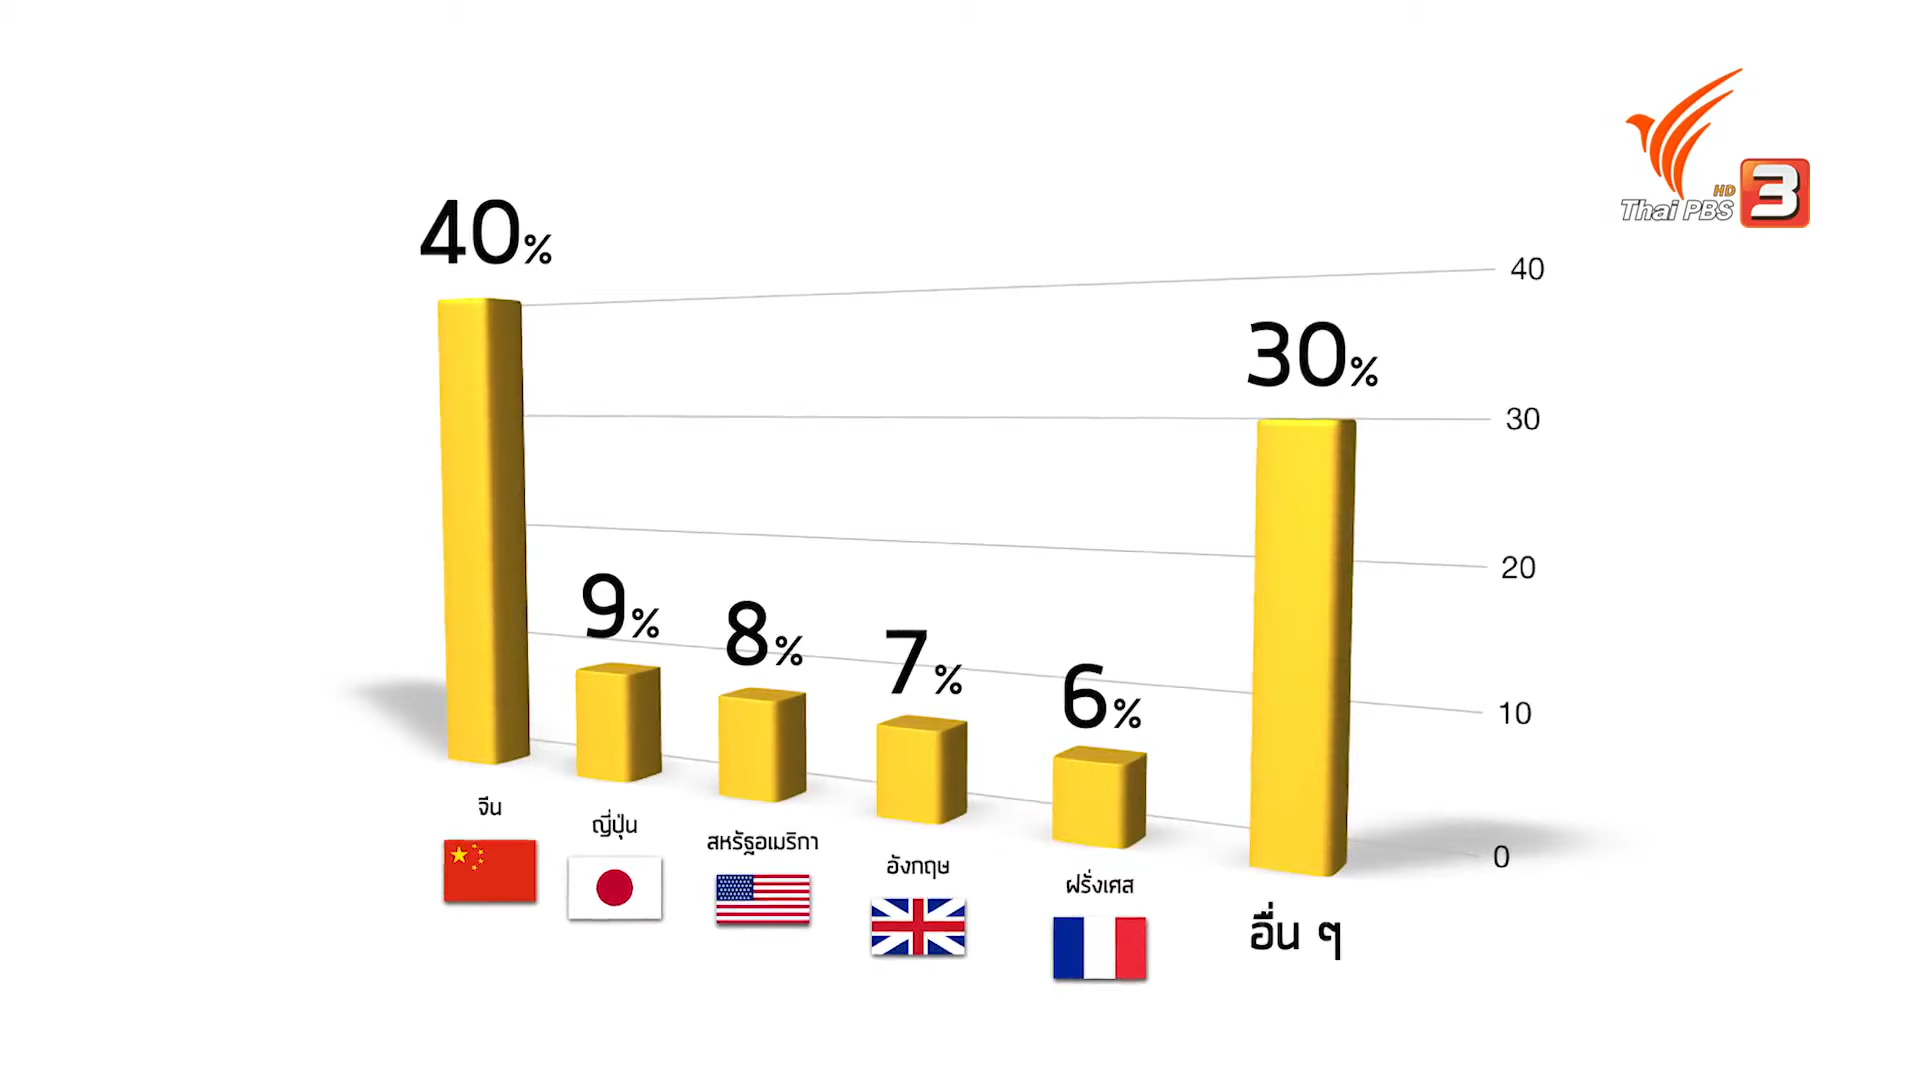 HD
Thai PBS 3
40%
30%
9%
8%
7%
6%
40
30
20
10
0
จีน
ญี่ปุ่น
สหรัฐอเมริกา
อังกฤษ
ฝรั่งเศส
อื่น ๆ